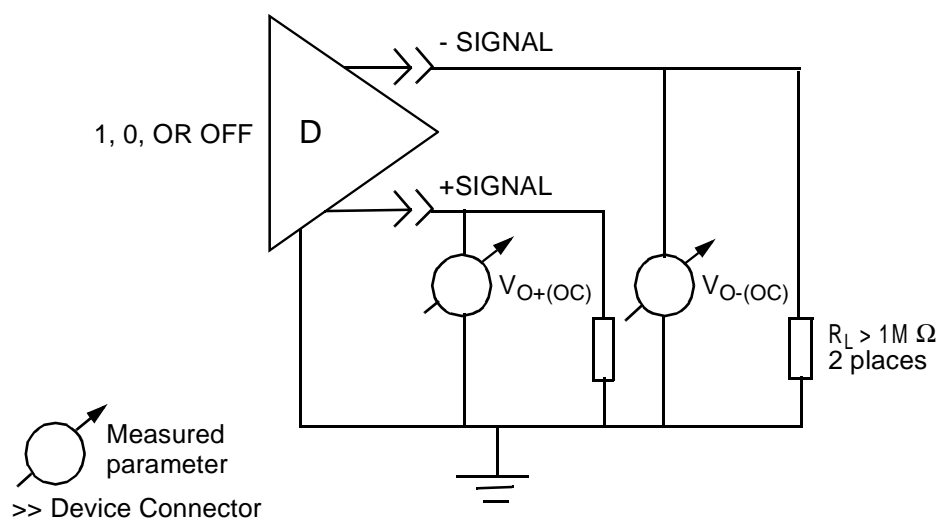 - SIGNAL
1, 0, OR OFF
D
+SIGNAL
VO+(OC)
VO-(OC)
RL > 1M Ω
2 places
Measured
parameter
>> Device Connector